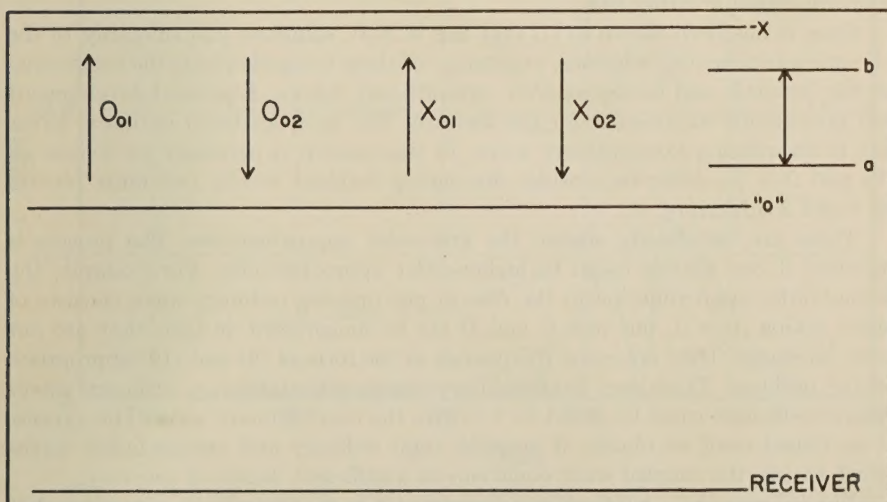 X
b
O01 O02 X01 X02
a
"o"
RECEIVER